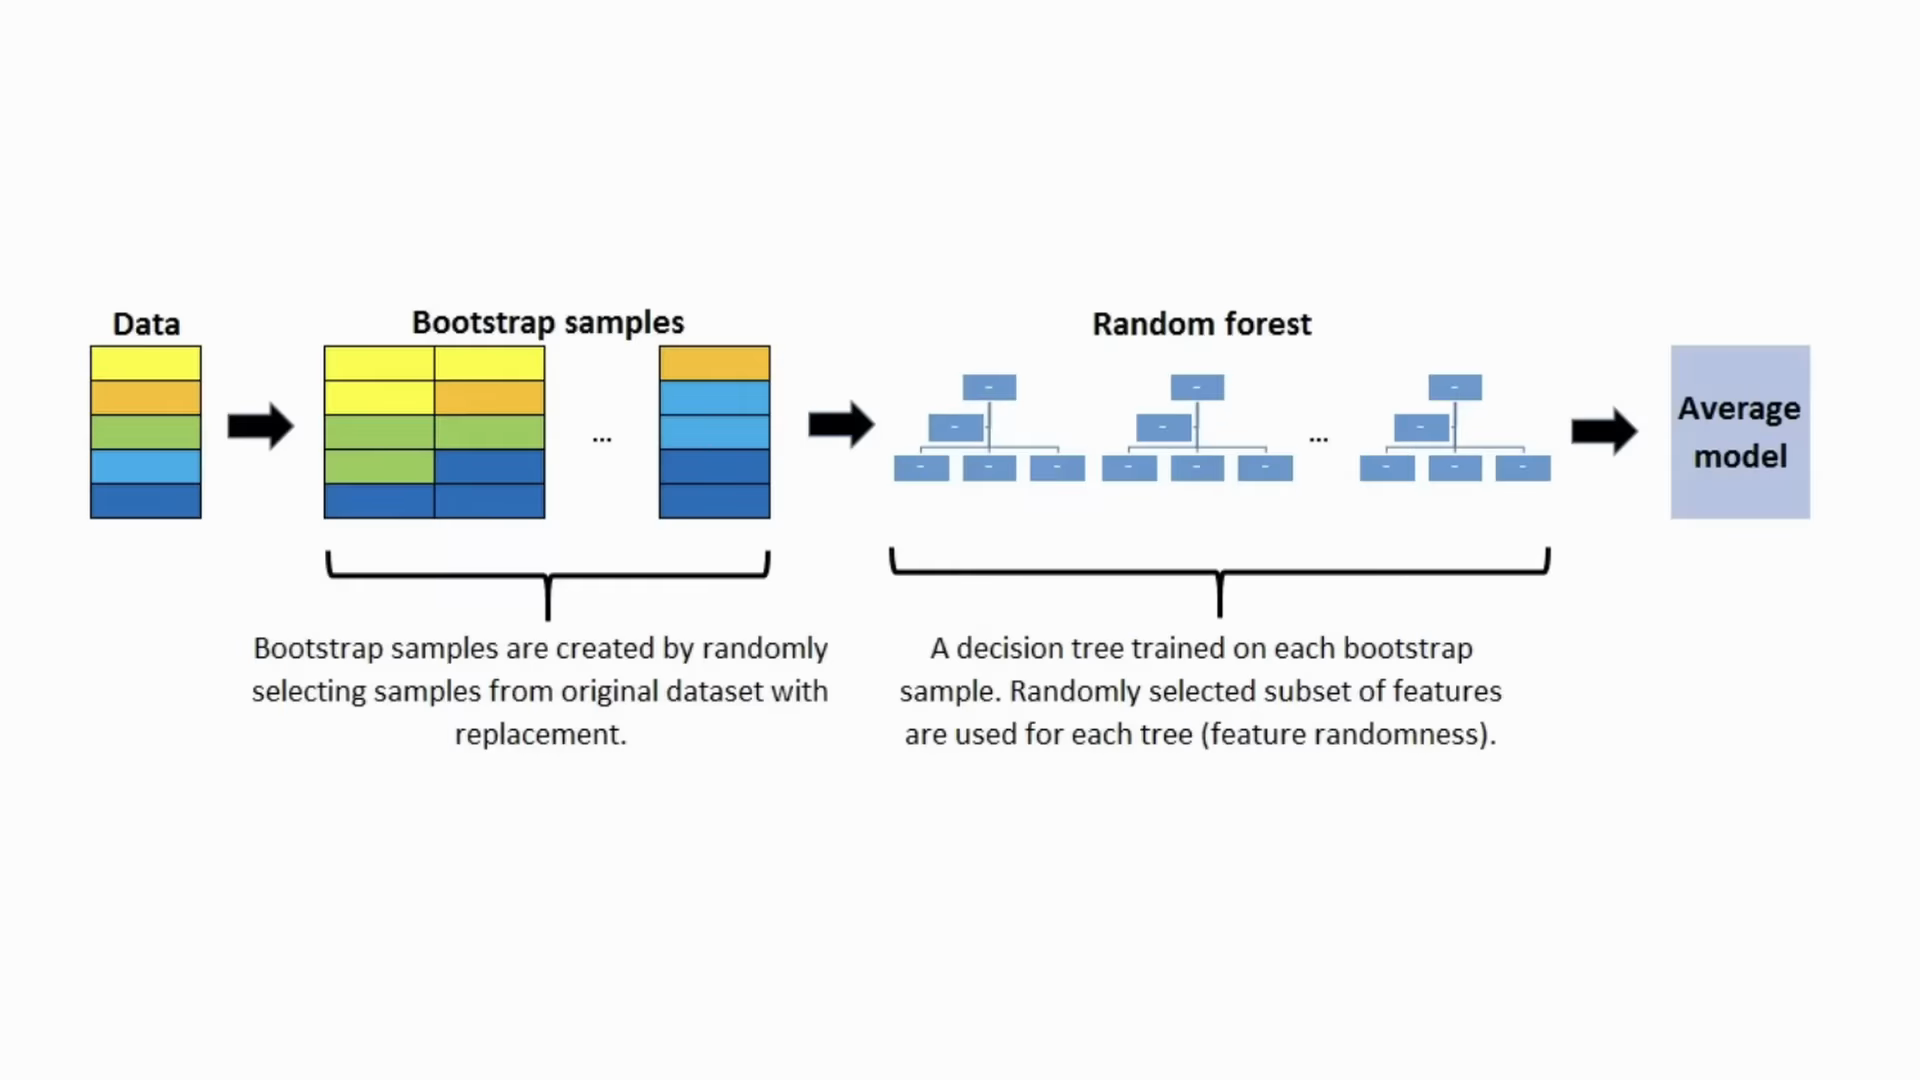 Data
Bootstrap samples
...
Random forest
...
Average
model
Bootstrap samples are created by randomly
selecting samples from original dataset with
replacement.
A decision tree trained on each bootstrap
sample. Randomly selected subset of features
are used for each tree (feature randomness).